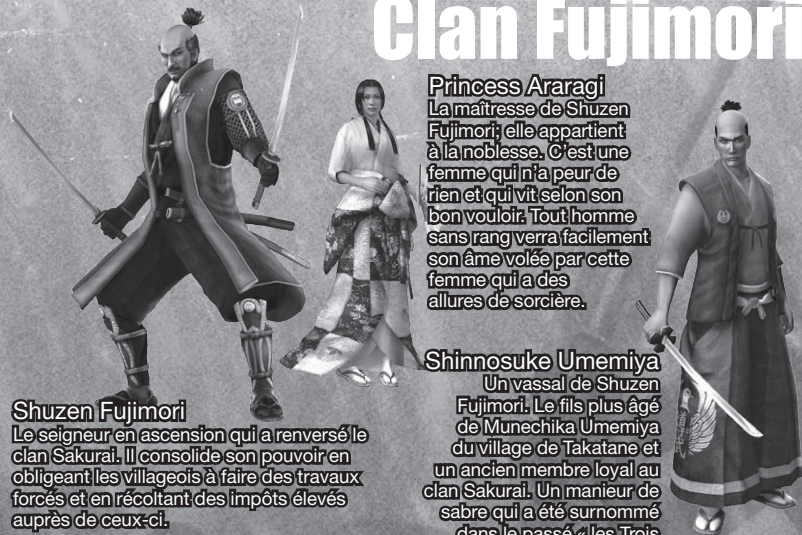 Clan Fujimori
Princess Araragi
La maîtresse de Shuzen
Fujimori; elle appartient
à la noblesse. C'est une
femme qui n'a peur de
rien et qui vit selon son
bon vouloir. Tout homme
sans rang verra facilement
son âme volée par cette
femme qui a des
allures de sorcière.
Shinnosuke Umemiya
Un vassal de Shuzen
Fujimori. Le fils plus âgé
de Munechika Umemiya
du village de Takatane et
un ancien membre loyal au
clan Sakurai. Un manieur de
sabre qui a été surnommé
dans le passé « les Trois
Shuzen Fujimori
Le seigneur en ascension qui a renversé le
clan Sakurai. Il consolide son pouvoir en
obligeant les villageois à faire des travaux
forcés et en récoltant des impôts élevés
auprès de ceux-ci.